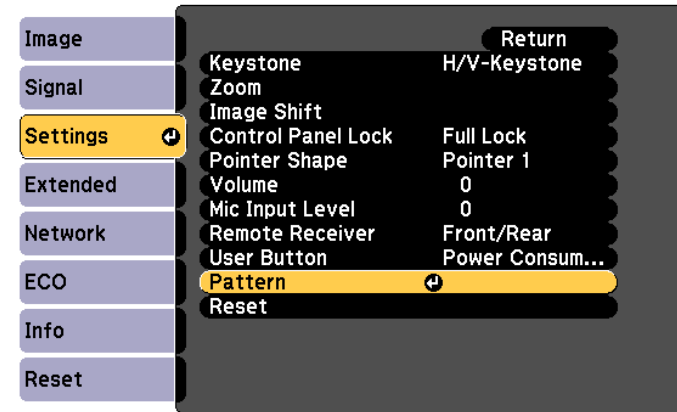 Image
Signal
Settings
Extended
Network
ECO
Info
Reset
Return
Keystone H/V-Keystone
Zoom
Image Shift
Control Panel Lock Full Lock
Pointer Shape Pointer 1
Volume 0
Mic Input Level 0
Remote Receiver Front/Rear
User Button Power Consum...
Pattern
Reset